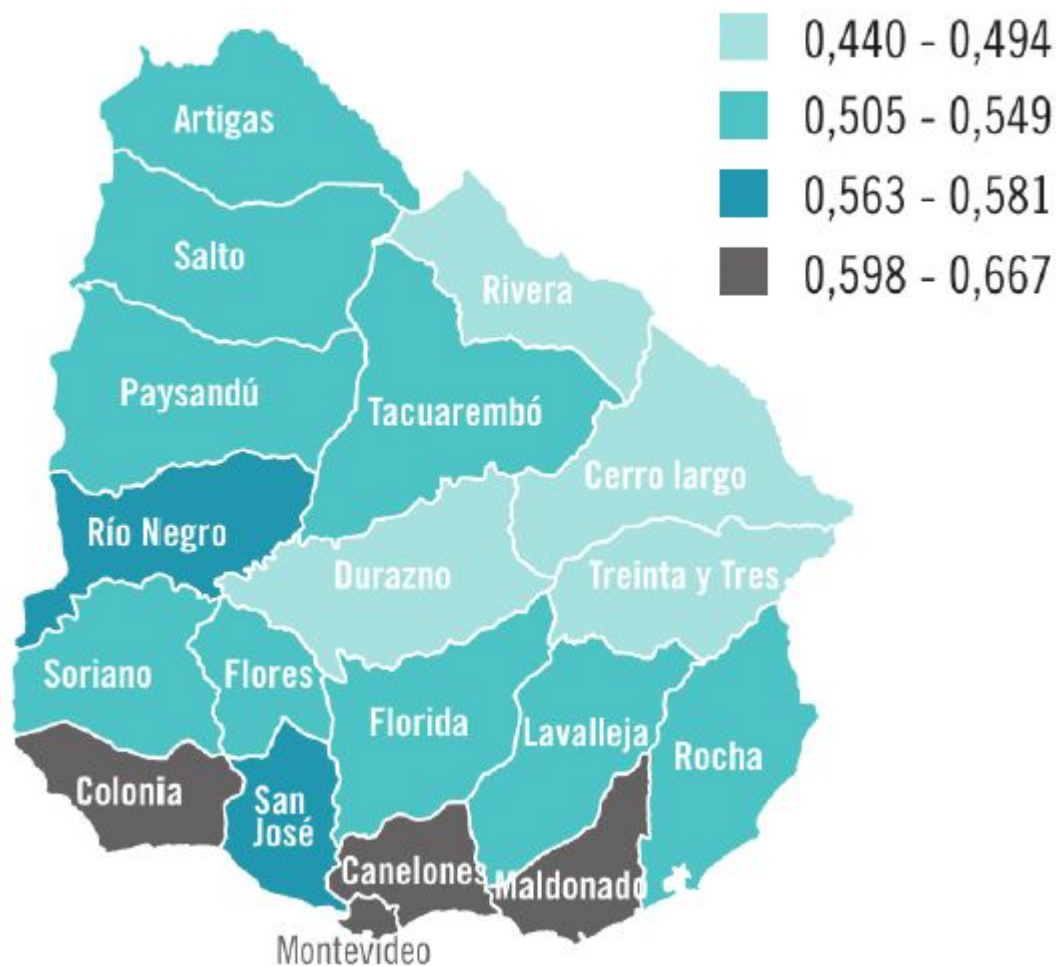 0,440 - 0,494
0,505 - 0,549
0,563 - 0,581
0,598 - 0,667
Artigas
Salto
Rivera
Paysandú
Tacuarembó
Cerro largo
Río Negro
Durazno
Treinta y Tres
Soriano
Flores
Florida
Lavalleja
Rocha
Colonia
San
José
Canelones
Maldonado
Montevideo